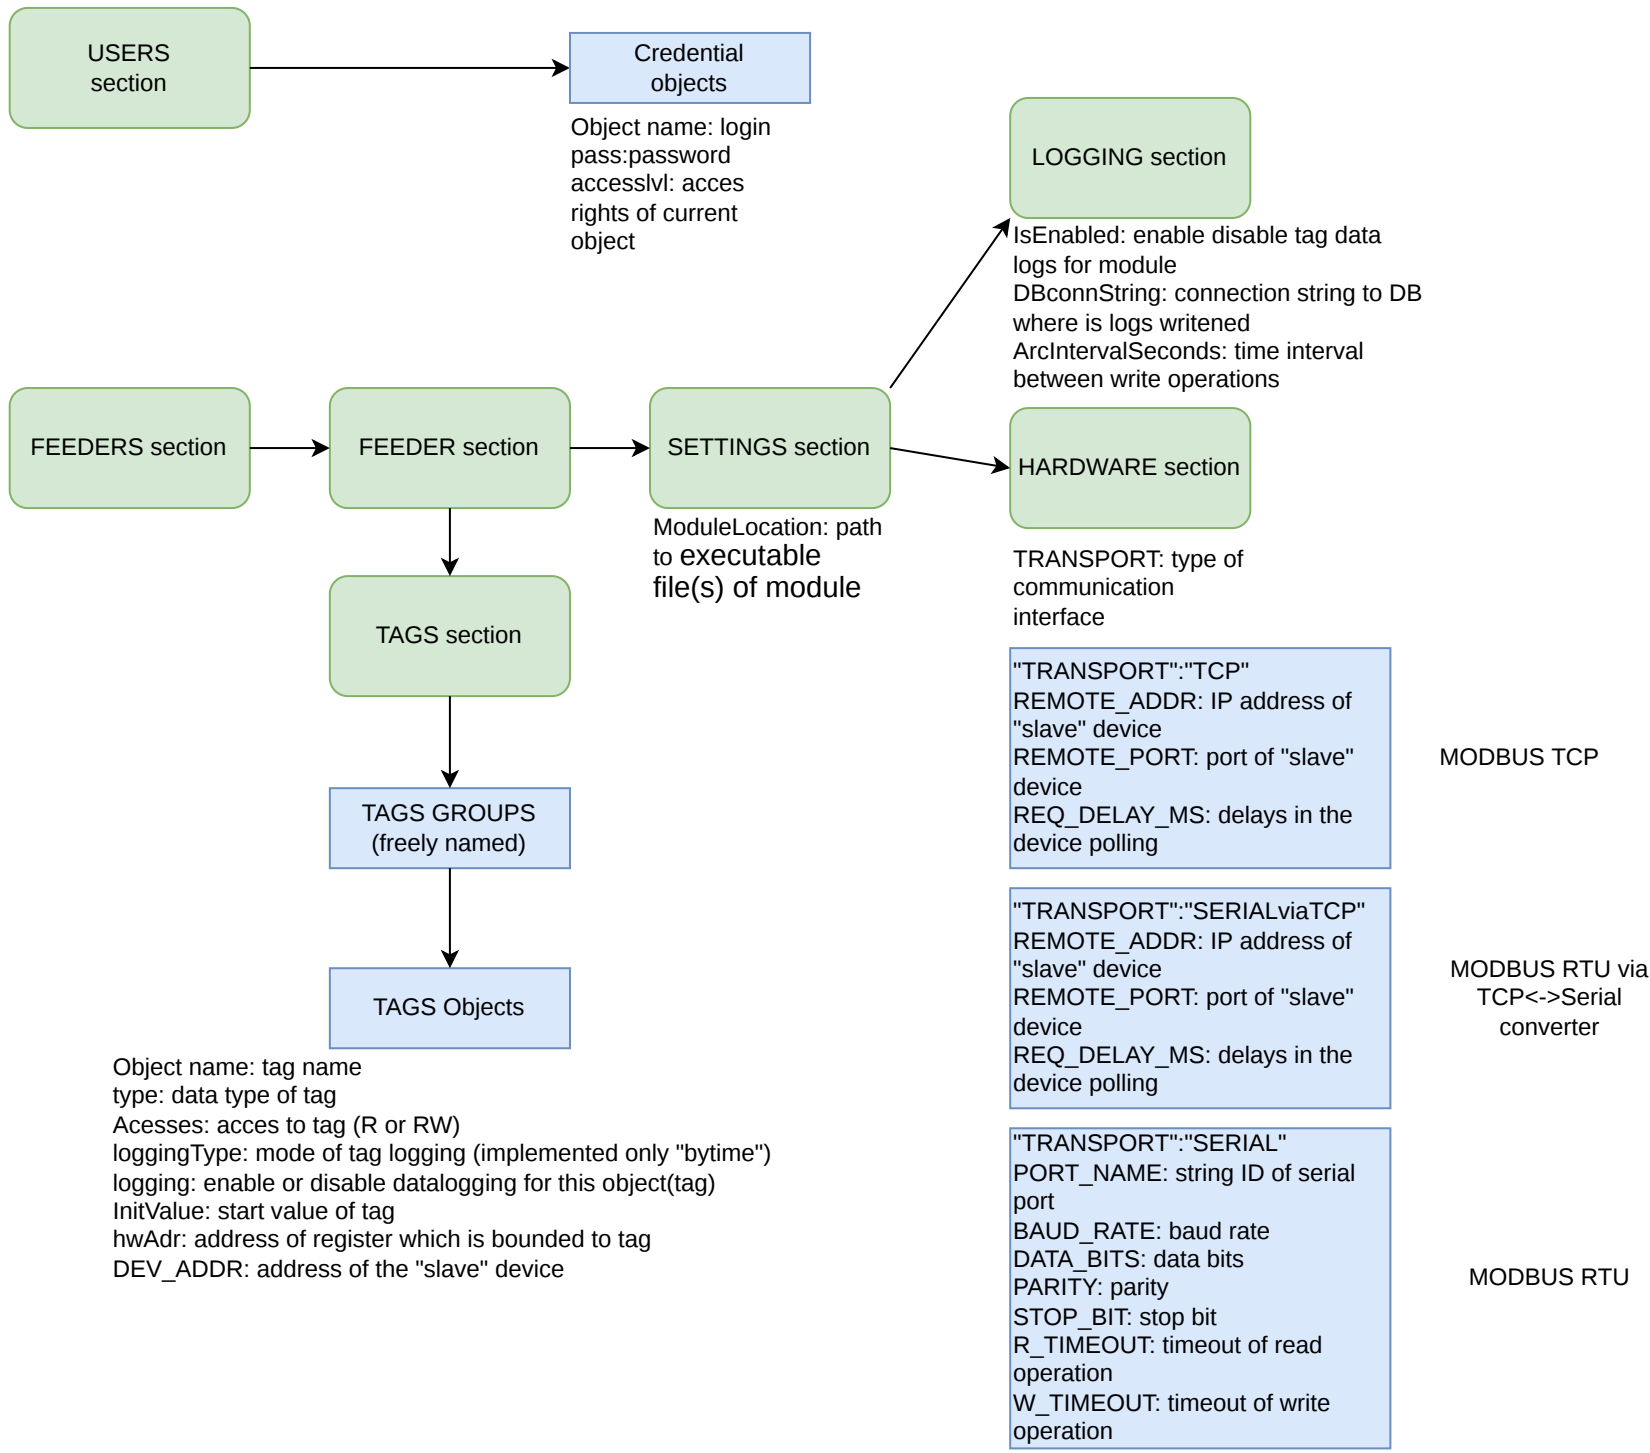 USERS
section
Credential
objects
Object name: login
pass:password
accesslvl: acces
rights of current
object
LOGGING section
IsEnabled: enable disable tag data
logs for module
DBconnString: connection string to DB
where is logs writened
ArcIntervalSeconds: time interval
between write operations
FEEDERS section
FEEDER section
SETTINGS section
ModuleLocation: path
to executable
file(s) of module
HARDWARE section
TRANSPORT: type of
communication
interface
TAGS section
TAGS GROUPS
(freely named)
TAGS Objects
Object name: tag name
type: data type of tag
Acesses: acces to tag (R or RW)
loggingType: mode of tag logging (implemented only "bytime")
logging: enable or disable datalogging for this object(tag)
InitValue: start value of tag
hwAdr: address of register which is bounded to tag
DEV_ADDR: address of the "slave" device
"TRANSPORT":"TCP"
REMOTE_ADDR: IP address of
"slave" device
REMOTE_PORT: port of "slave"
device
REQ_DELAY_MS: delays in the
device polling
MODBUS TCP
"TRANSPORT":"SERIALviaTCP"
REMOTE_ADDR: IP address of
"slave" device
REMOTE_PORT: port of "slave"
device
REQ_DELAY_MS: delays in the
device polling
MODBUS RTU via
TCP<->Serial
converter
"TRANSPORT":"SERIAL"
PORT_NAME: string ID of serial
port
BAUD_RATE: baud rate
DATA_BITS: data bits
PARITY: parity
STOP_BIT: stop bit
R_TIMEOUT: timeout of read
operation
W_TIMEOUT: timeout of write
operation
MODBUS RTU